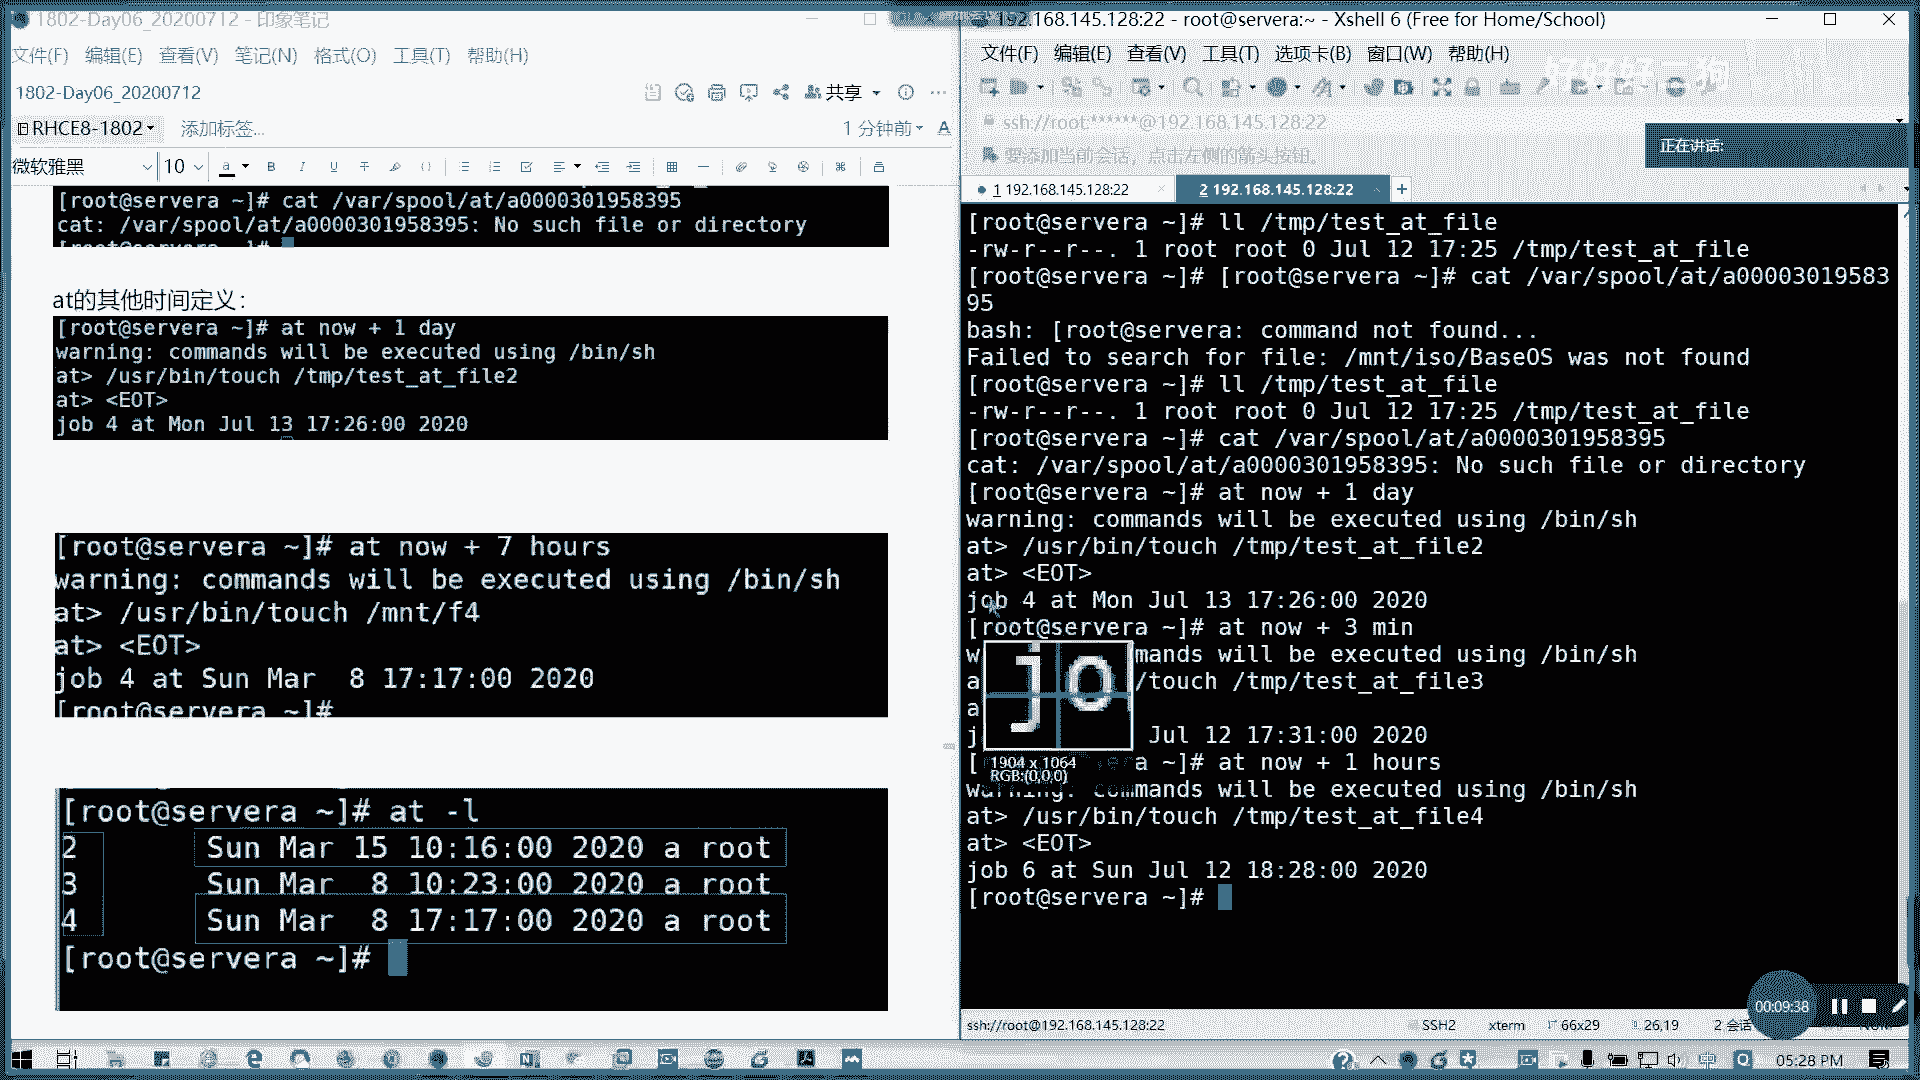 1802-Day06_20200712 - 印象笔记
文件(F) 编辑(E) 查看(V) 笔记(N) 格式(O) 工具(T) 帮助(H)
1802-Day06_20200712
共享
RHCE8-1802
添加标签...
1 分钟前
微软雅黑
10
[root@servera ~]# cat /var/spool/at/a0000301958395
cat: /var/spool/at/a0000301958395: No such file or directory
[root@servera ~]#
at的其他时间定义：
[root@servera ~]# at now + 1 day
warning: commands will be executed using /bin/sh
at> /usr/bin/touch /tmp/test_at_file2
at> <EOT>
job 4 at Mon Jul 13 17:26:00 2020
[root@servera ~]# at now + 7 hours
warning: commands will be executed using /bin/sh
at> /usr/bin/touch /mnt/f4
at> <EOT>
job 4 at Sun Mar  8 17:17:00 2020
[root@servera ~]#
[root@servera ~]# at -l
2 Sun Mar 15 10:16:00 2020 a root
3 Sun Mar  8 10:23:00 2020 a root
4 Sun Mar  8 17:17:00 2020 a root
[root@servera ~]#
192.168.145.128:22 - root@servera:~ - Xshell 6 (Free for Home/School)
文件(F) 编辑(E) 查看(V) 工具(T) 选项卡(B) 窗口(W) 帮助(H)
ssh://root:******@192.168.145.128:22
要添加当前会话，点击左侧的箭头按钮。
正在讲话:
1 192.168.145.128:22
2 192.168.145.128:22
[root@servera ~]# ll /tmp/test_at_file
-rw-r--r--. 1 root root 0 Jul 12 17:25 /tmp/test_at_file
[root@servera ~]# [root@servera ~]# cat /var/spool/at/a00003019583
95
bash: [root@servera: command not found...
Failed to search for file: /mnt/iso/BaseOS was not found
[root@servera ~]# ll /tmp/test_at_file
-rw-r--r--. 1 root root 0 Jul 12 17:25 /tmp/test_at_file
[root@servera ~]# cat /var/spool/at/a0000301958395
cat: /var/spool/at/a0000301958395: No such file or directory
[root@servera ~]# at now + 1 day
warning: commands will be executed using /bin/sh
at> /usr/bin/touch /tmp/test_at_file2
at> <EOT>
job 4 at Mon Jul 13 17:26:00 2020
[root@servera ~]# at now + 3 min
w mands will be executed using /bin/sh
a /touch /tmp/test_at_file3
a
j Jul 12 17:31:00 2020
[ a ~]# at now + 1 hours
warning: commands will be executed using /bin/sh
at> /usr/bin/touch /tmp/test_at_file4
at> <EOT>
job 6 at Sun Jul 12 18:28:00 2020
[root@servera ~]#
jo
1904 x 1064
RGB:(0,0,0)
00:09:38
ssh://root@192.168.145.128:22
SSH2
xterm
66x29
26,19
2 会话
05:28 PM